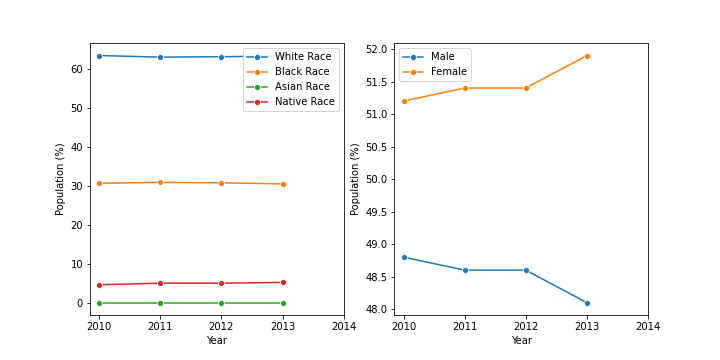 60
50
40
30
20
10
0
Population (%)
2010 2011 2012 2013 2014
Year
White Race
Black Race
Asian Race
Native Race
52.0
51.5
51.0
50.5
50.0
49.5
49.0
48.5
48.0
Population (%)
2010 2011 2012 2013 2014
Year
Male
Female